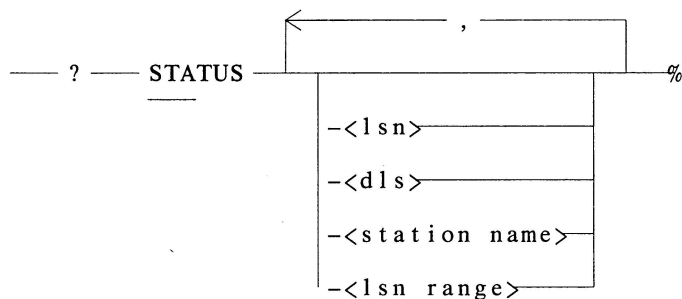 ,
? STATUS %
-<lsn>
-<dls>
-<station name>
-<lsn range>